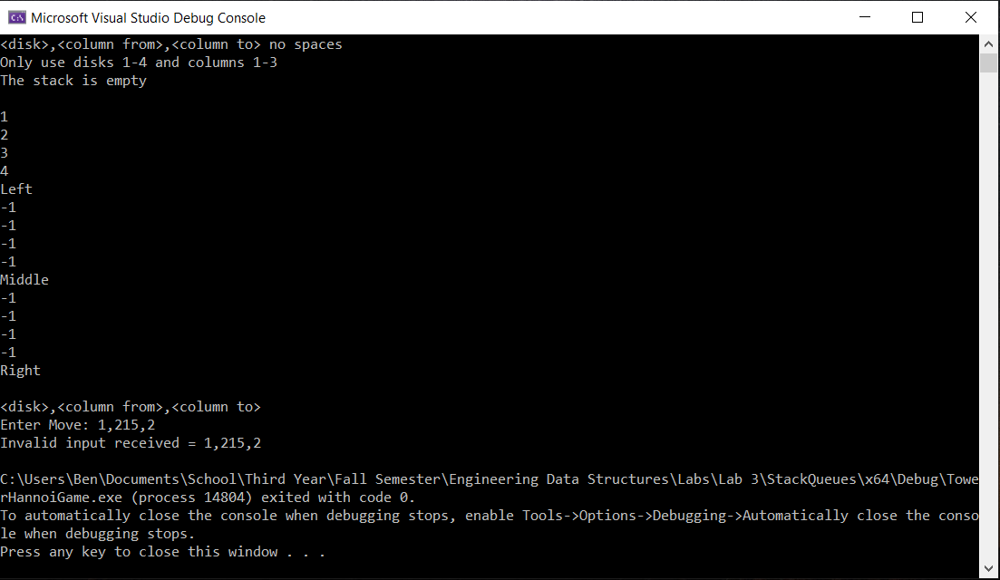 Microsoft Visual Studio Debug Console
<disk>,<column from>,<column to> no spaces
Only use disks 1-4 and columns 1-3
The stack is empty
1
2
3
4
Left
-1
-1
-1
-1
Middle
-1
-1
-1
-1
Right
<disk>,<column from>,<column to>
Enter Move: 1,215,2
Invalid input received = 1,215,2
C:\Users\Ben\Documents\School\Third Year\Fall Semester\Engineering Data Structures\Labs\Lab 3\StackQueues\x64\Debug\Towe
rHannoiGame.exe (process 14804) exited with code 0.
To automatically close the console when debugging stops, enable Tools->Options->Debugging->Automatically close the conso
le when debugging stops.
Press any key to close this window . . .